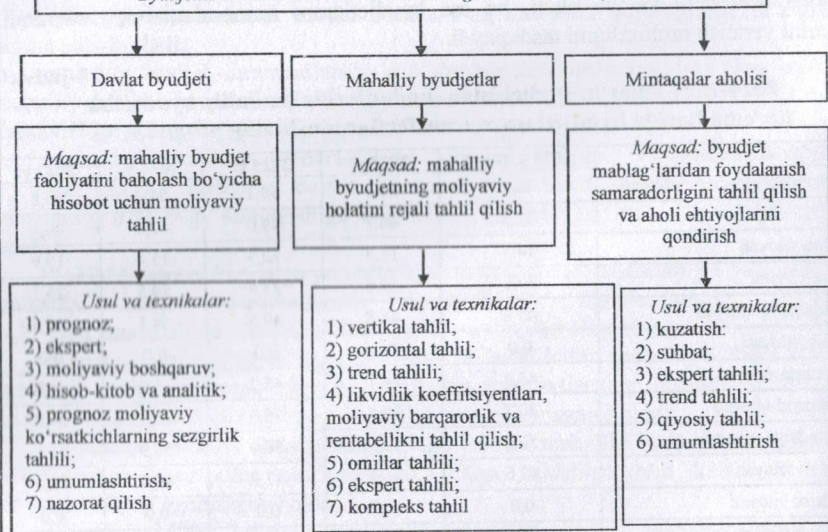 Davlat byudjeti
Mahalliy byudjetlar
Mintaqalar aholisi
Maqsad: mahalliy byudjet
faoliyatini baholash bo‘yicha
hisobot uchun moliyaviy
tahlil
Maqsad: mahalliy
byudjetning moliyaviy
holatini rejali tahlil qilish
Maqsad: byudjet
mablag‘laridan foydalanish
samaradorligini tahlil qilish
va aholi ehtiyojlarini
qondirish
Usul va texnikalar:
1) prognoz;
2) ekspert;
3) moliyaviy boshqaruv;
4) hisob-kitob va analitik;
5) prognoz moliyaviy
ko‘rsatkichlarning sezgirlik
tahlili;
6) umumlashtirish;
7) nazorat qilish
Usul va texnikalar:
1) vertikal tahlil;
2) gorizontal tahlil;
3) trend tahlili;
4) likvidlik koeffitsiyentlari,
moliyaviy barqarorlik va
rentabellikni tahlil qilish;
5) omillar tahlili;
6) ekspert tahlili;
7) kompleks tahlil
Usul va texnikalar:
1) kuzatish:
2) suhbat;
3) ekspert tahlili;
4) trend tahlili;
5) qiyosiy tahlil;
6) umumlashtirish